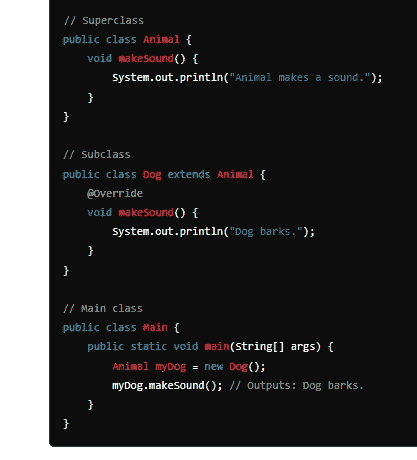 // Superclass
public class Animal {
    void makeSound() {
        System.out.println("Animal makes a sound.");
    }
}
// Subclass
public class Dog extends Animal {
    @Override
    void makeSound() {
        System.out.println("Dog barks.");
    }
}
// Main class
public class Main {
    public static void main(String[] args) {
        Animal myDog = new Dog();
        myDog.makeSound(); // Outputs: Dog barks.
    }
}